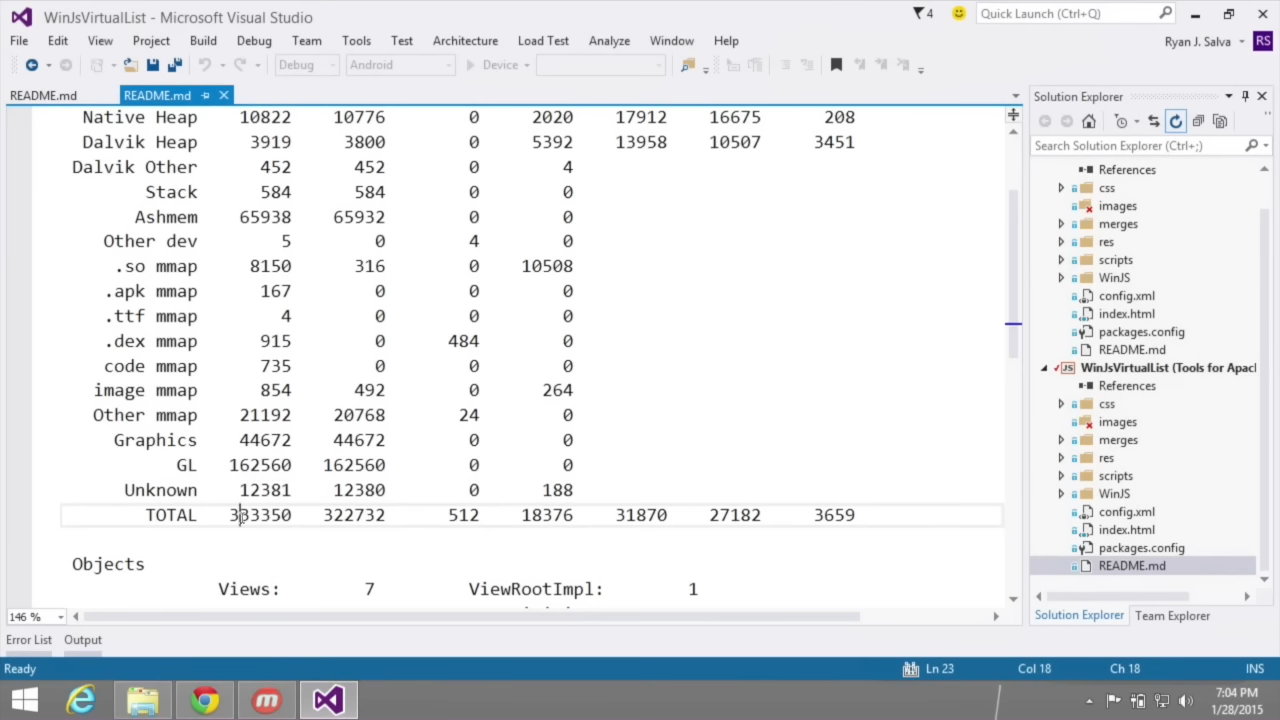 WinJsVirtualList - Microsoft Visual Studio
4
Quick Launch (Ctrl+Q)
File Edit View Project Build Debug Team Tools Test Architecture Load Test Analyze Window Help
Ryan J. Salva RS
Debug Android Device
README.md README.md
Native Heap 10822 10776 0 2020 17912 16675 208
Dalvik Heap 3919 3800 0 5392 13958 10507 3451
Dalvik Other 452 452 0 4
Stack 584 584 0 0
Ashmem 65938 65932 0 0
Other dev 5 0 4 0
.so mmap 8150 316 0 10508
.apk mmap 167 0 0 0
.ttf mmap 4 0 0 0
.dex mmap 915 0 484 0
code mmap 735 0 0 0
image mmap 854 492 0 264
Other mmap 21192 20768 24 0
Graphics 44672 44672 0 0
GL 162560 162560 0 0
Unknown 12381 12380 0 188
TOTAL 333350 322732 512 18376 31870 27182 3659
Objects
Views: 7 ViewRootImpl: 1
146 %
Solution Explorer
Search Solution Explorer (Ctrl+;)
References
css
images
merges
res
scripts
WinJS
config.xml
index.html
packages.config
README.md
JS WinJsVirtualList (Tools for Apac
References
css
images
merges
res
scripts
WinJS
config.xml
index.html
packages.config
README.md
Solution Explorer Team Explorer
Error List Output
Ready Ln 23 Col 18 Ch 18 INS
7:04 PM
1/28/2015